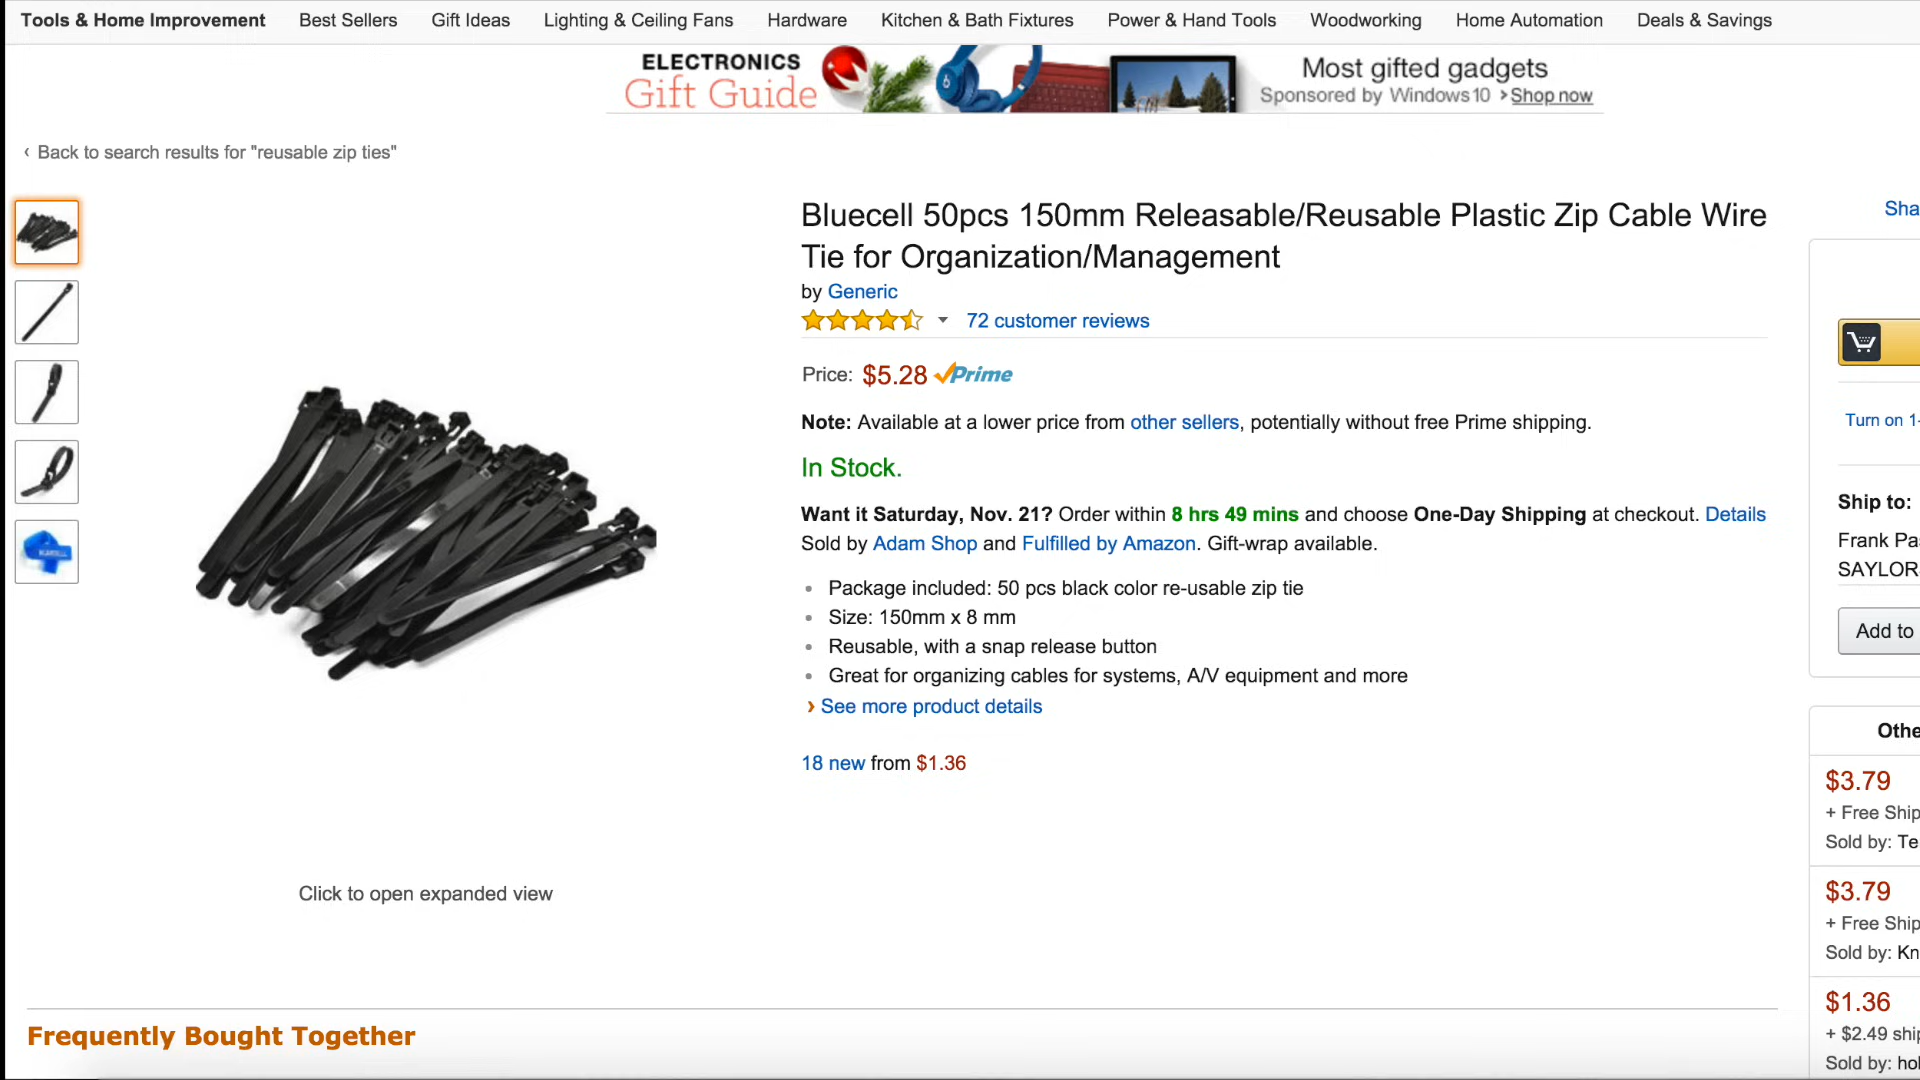 Tools & Home Improvement Best Sellers Gift Ideas Lighting & Ceiling Fans Hardware Kitchen & Bath Fixtures Power & Hand Tools Woodworking Home Automation Deals & Savings
ELECTRONICS
Gift Guide
Most gifted gadgets
Sponsored by Windows 10 > Shop now
‹ Back to search results for "reusable zip ties"
Bluecell 50pcs 150mm Releasable/Reusable Plastic Zip Cable Wire
Tie for Organization/Management
by Generic
72 customer reviews
Price: $5.28 Prime
Note: Available at a lower price from other sellers, potentially without free Prime shipping.
In Stock.
Want it Saturday, Nov. 21? Order within 8 hrs 49 mins and choose One-Day Shipping at checkout. Details
Sold by Adam Shop and Fulfilled by Amazon. Gift-wrap available.
• Package included: 50 pcs black color re-usable zip tie
• Size: 150mm x 8 mm
• Reusable, with a snap release button
• Great for organizing cables for systems, A/V equipment and more
› See more product details
18 new from $1.36
Click to open expanded view
Frequently Bought Together
Sha
Turn on 1-
Ship to:
Frank Pa
SAYLOR
Add to
Othe
$3.79
+ Free Ship
Sold by: Te
$3.79
+ Free Ship
Sold by: Kn
$1.36
+ $2.49 ship
Sold by: hol